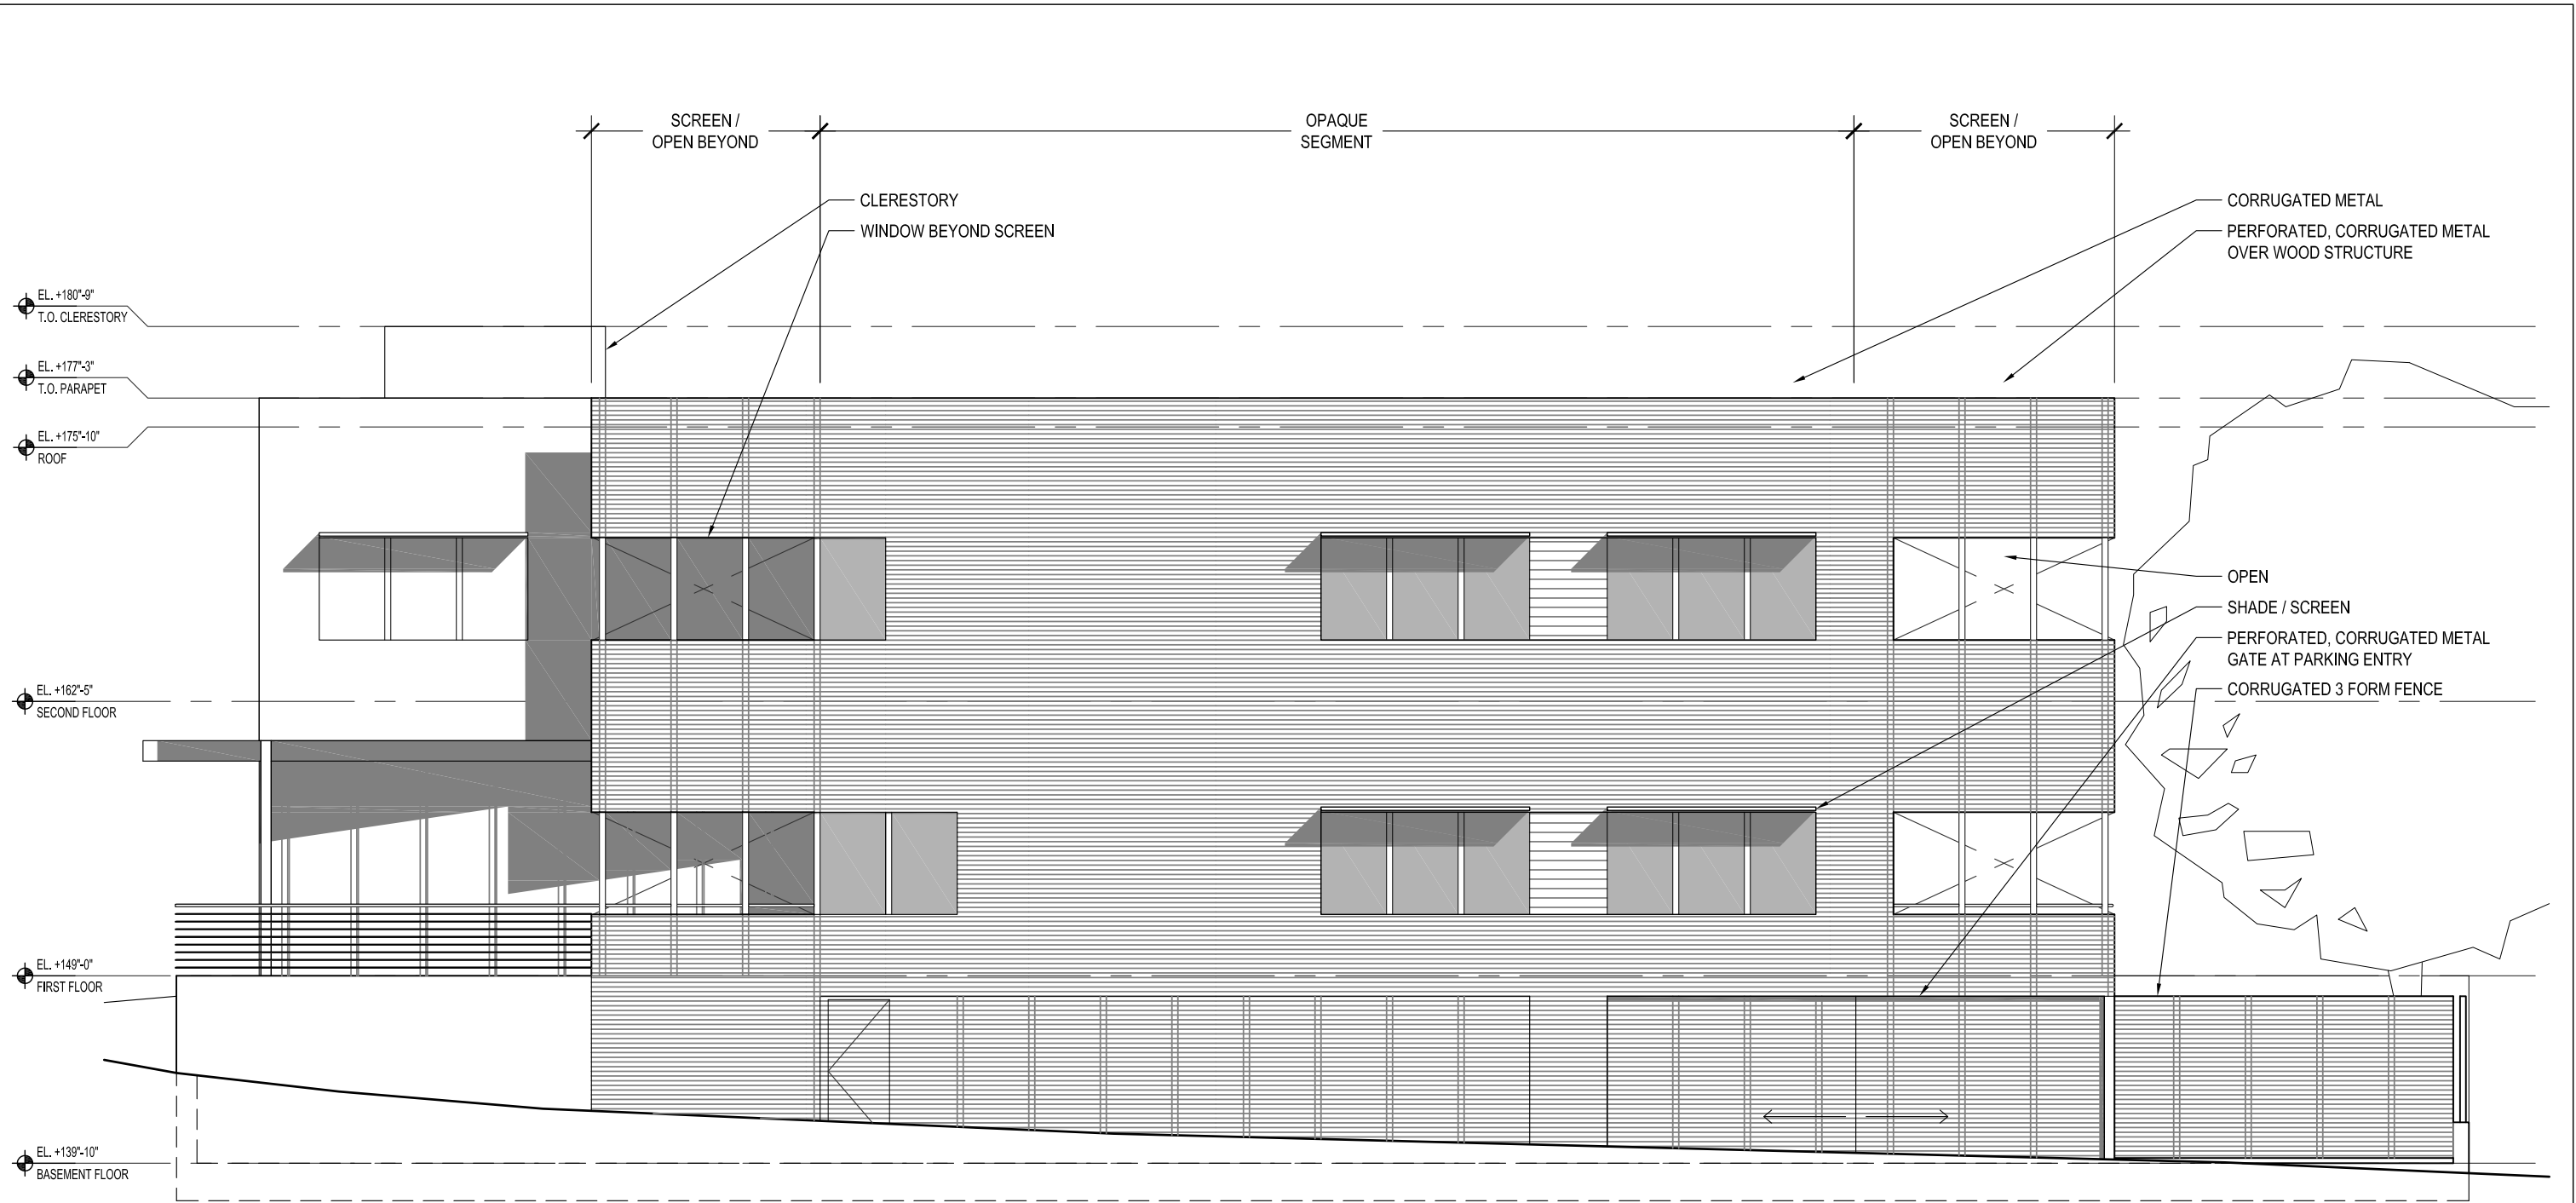 SCREEN /
OPEN BEYOND
OPAQUE
SEGMENT
SCREEN /
OPEN BEYOND
CLERESTORY
WINDOW BEYOND SCREEN
CORRUGATED METAL
PERFORATED, CORRUGATED METAL
OVER WOOD STRUCTURE
EL. +180"-9"
T.O. CLERESTORY
EL. +177"-3"
T.O. PARAPET
EL. +175"-10"
ROOF
OPEN
SHADE / SCREEN
PERFORATED, CORRUGATED METAL
GATE AT PARKING ENTRY
CORRUGATED 3 FORM FENCE
EL. +162"-5"
SECOND FLOOR
EL. +149"-0"
FIRST FLOOR
EL. +139"-10"
BASEMENT FLOOR